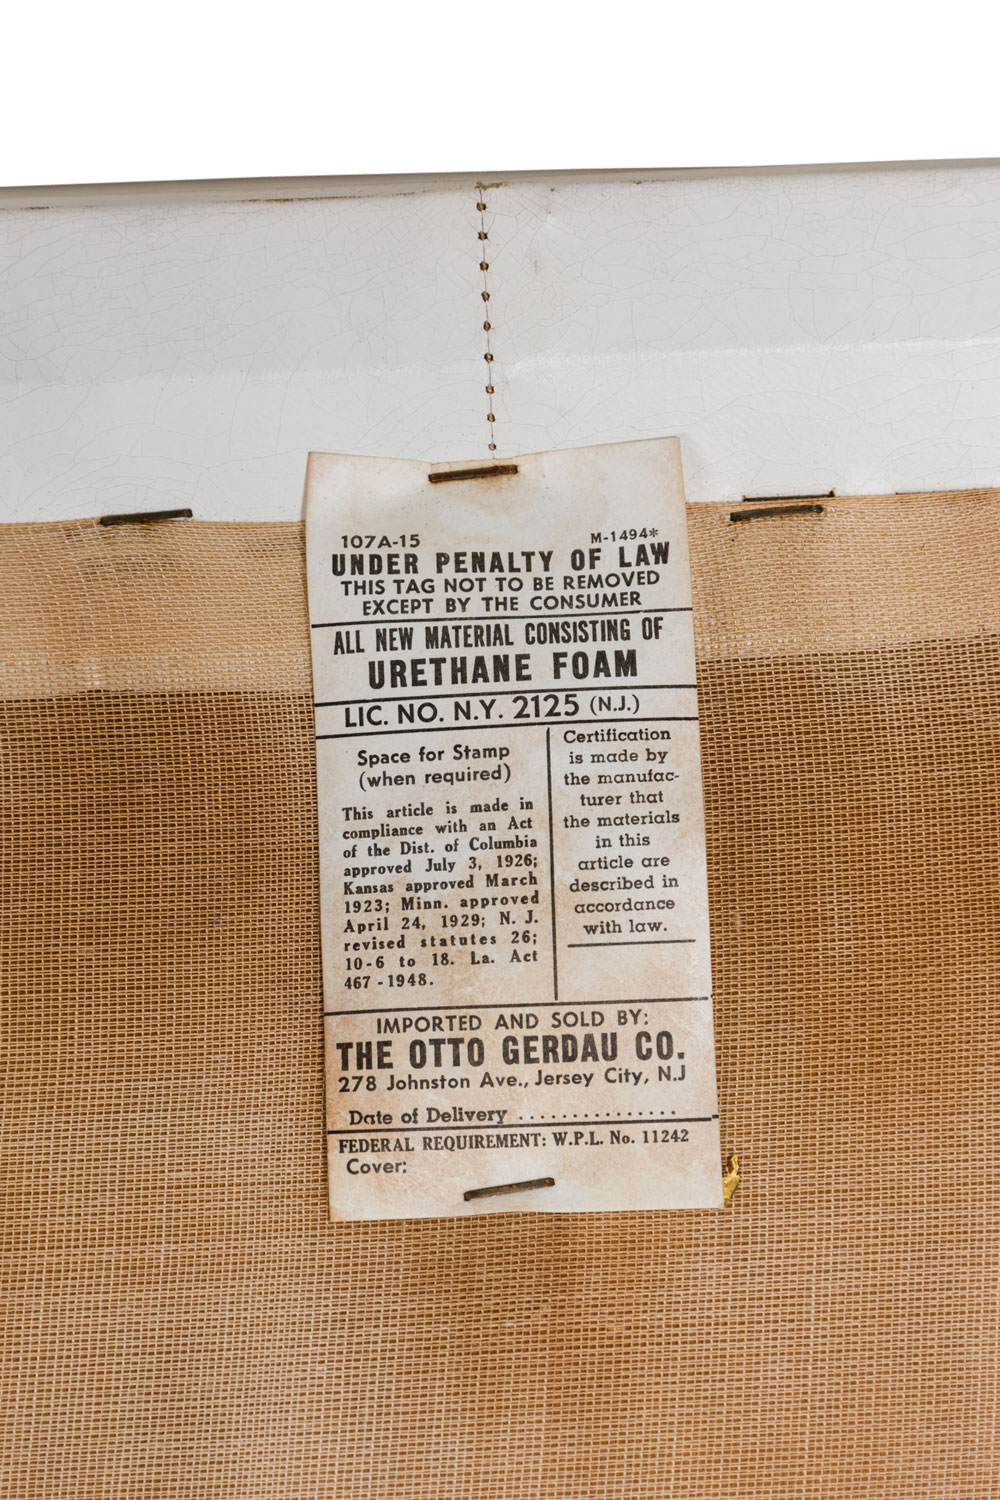 107A-15 M-1494*
UNDER PENALTY OF LAW
THIS TAG NOT TO BE REMOVED
EXCEPT BY THE CONSUMER
ALL NEW MATERIAL CONSISTING OF
URETHANE FOAM
LIC. NO. N.Y. 2125 (N.J.)
Space for Stamp
(when required)
This article is made in
compliance with an Act
of the Dist. of Columbia
approved July 3, 1926;
Kansas approved March
1923; Minn. approved
April 24, 1929; N. J.
revised statutes 26;
10-6 to 18. La. Act
467 - 1948.
Certification
is made by
the manufac-
turer that
the materials
in this
article are
described in
accordance
with law.
IMPORTED AND SOLD BY:
THE OTTO GERDAU CO.
278 Johnston Ave., Jersey City, N.J
Date of Delivery ...............
FEDERAL REQUIREMENT: W.P.L. No. 11242
Cover: